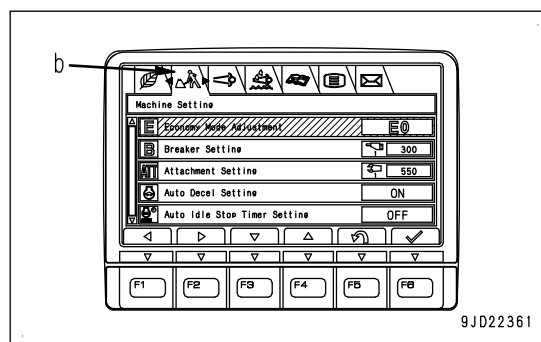 b
Machine Setting
E Economy Mode Adjustment E0
B Breaker Setting 300
ATT Attachment Setting 550
Auto Decel Setting ON
Auto Idle Stop Timer Setting OFF
F1 F2 F3 F4 F5 F6
9JD22361